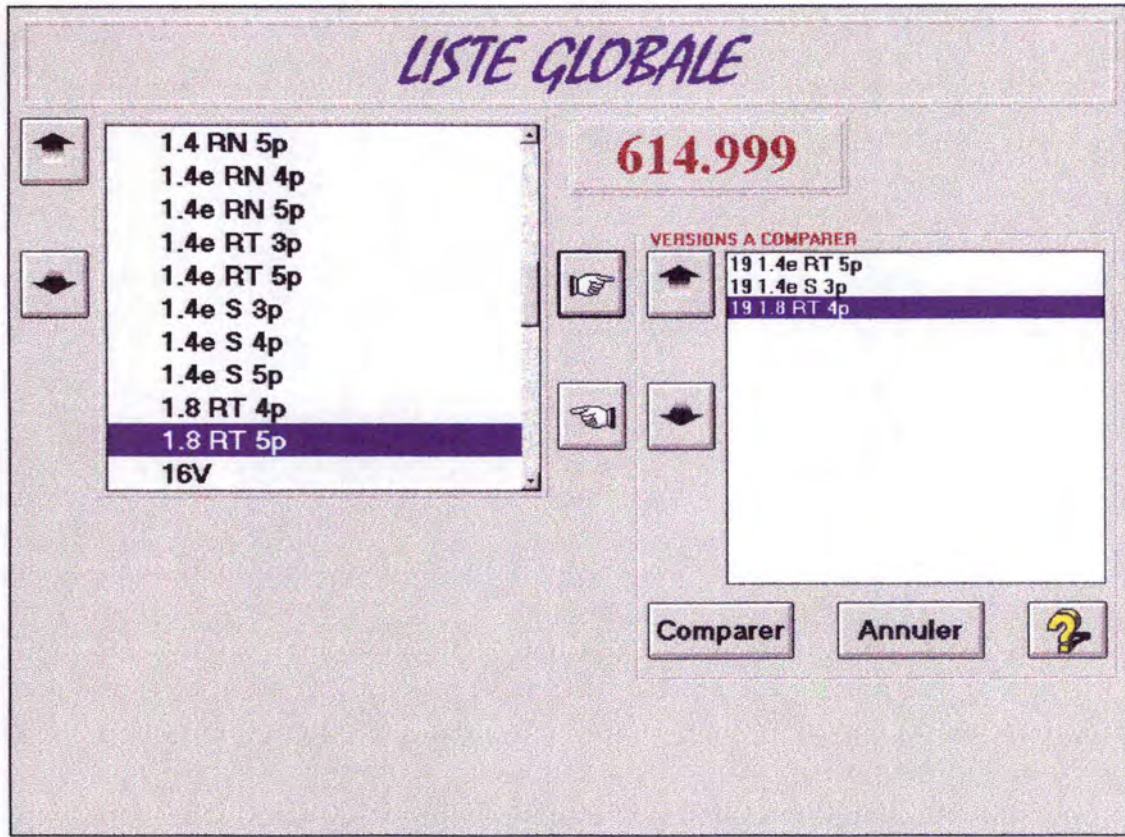 LISTE GLOBALE
1.4 RN 5p
1.4e RN 4p
1.4e RN 5p
1.4e RT 3p
1.4e RT 5p
1.4e S 3p
1.4e S 4p
1.4e S 5p
1.8 RT 4p
1.8 RT 5p
16V
614.999
VERSIONS A COMPARER
19 1.4e RT 5p
19 1.4e S 3p
19 1.8 RT 4p
Comparer
Annuler
?